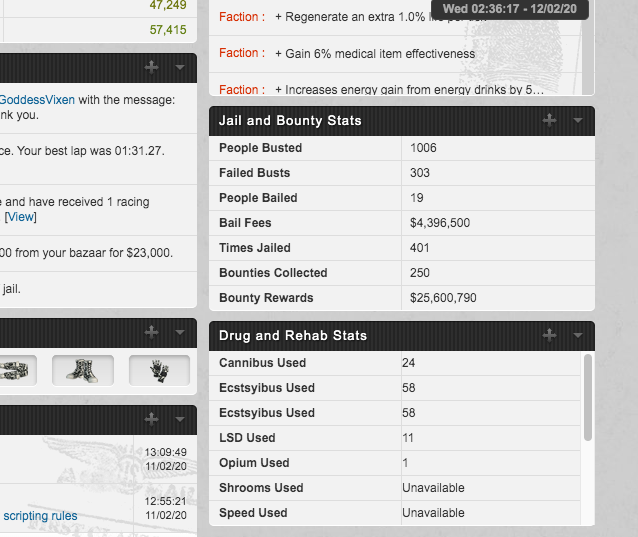 47,249
57,415
GoddessVixen with the message:
nk you.
ce. Your best lap was 01:31.27.
e and have received 1 racing
[View]
00 from your bazaar for $23,000.
jail.
13:09:49
11/02/20
12:55:21
scripting rules
11/02/20
Wed 02:36:17 - 12/02/20
Faction : + Regenerate an extra 1.0%
Faction : + Gain 6% medical item effectiveness
Faction : + Increases energy gain from energy drinks by 5…
Jail and Bounty Stats
People Busted 1006
Failed Busts 303
People Bailed 19
Bail Fees $4,396,500
Times Jailed 401
Bounties Collected 250
Bounty Rewards $25,600,790
Drug and Rehab Stats
Cannibus Used 24
Ecstsyibus Used 58
Ecstsyibus Used 58
LSD Used 11
Opium Used 1
Shrooms Used Unavailable
Speed Used Unavailable